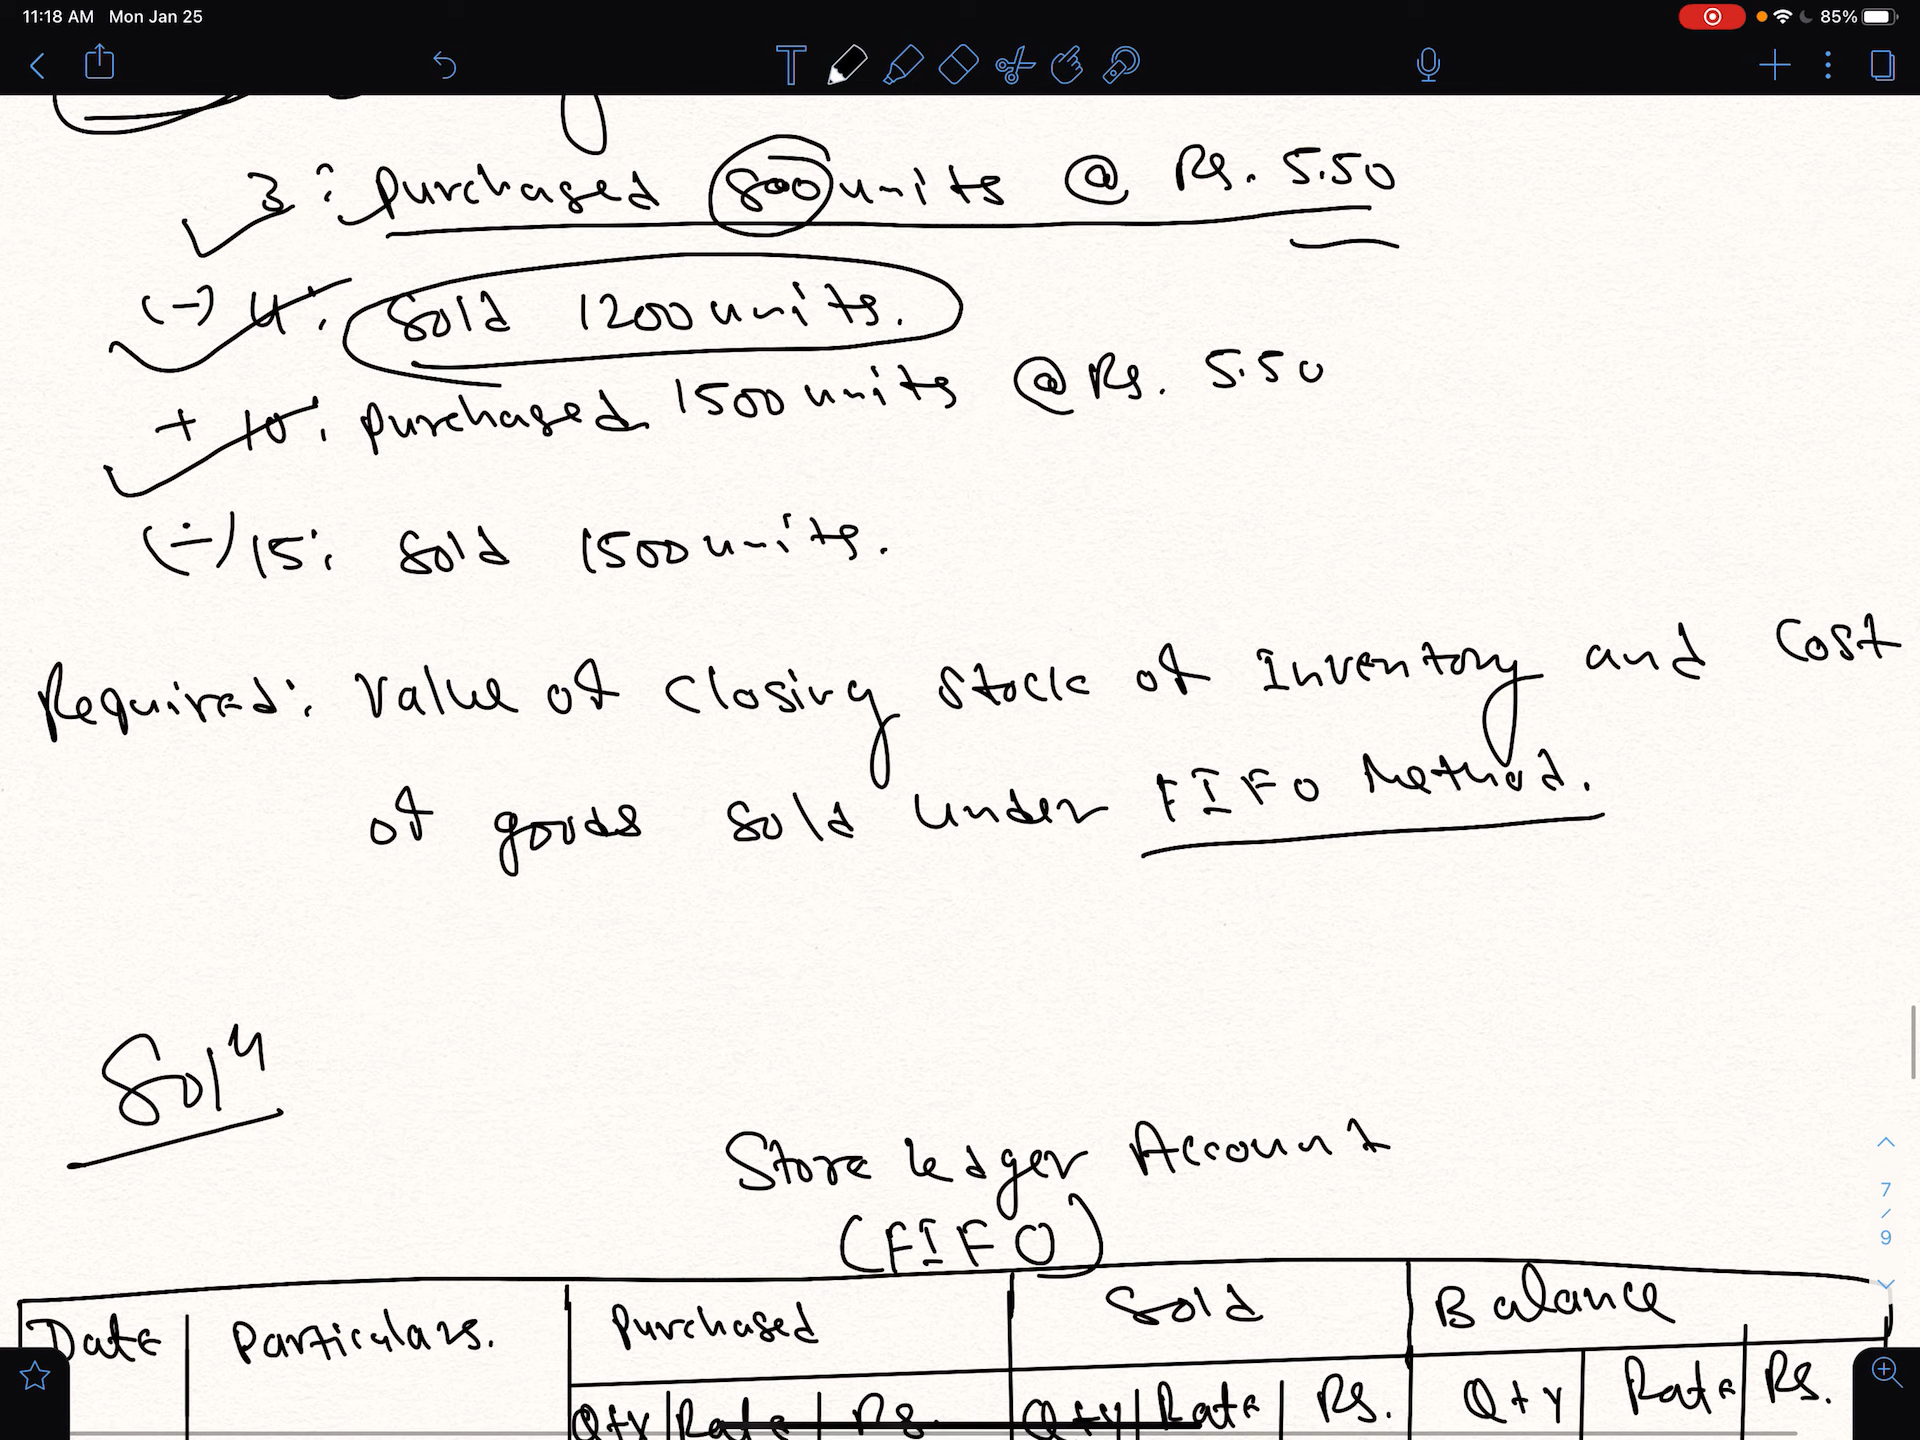 11:18 AM Mon Jan 25
85%
3: purchased 800 units @ Rs. 5.50
(-) 4: Sold 1200 units.
+ 10: purchased 1500 units @ Rs. 5.50
(-) 15: Sold 1500 units.
Required: Value of Closing Stock of Inventory and Cost
of goods Sold Under FIFO Method.
Soln
Store Ledger Account
(FIFO)
Date Particulars. Purchased Sold Balance
Qty Rate Rs. Qty Rate Rs. Qty Rate Rs.
7
/
9